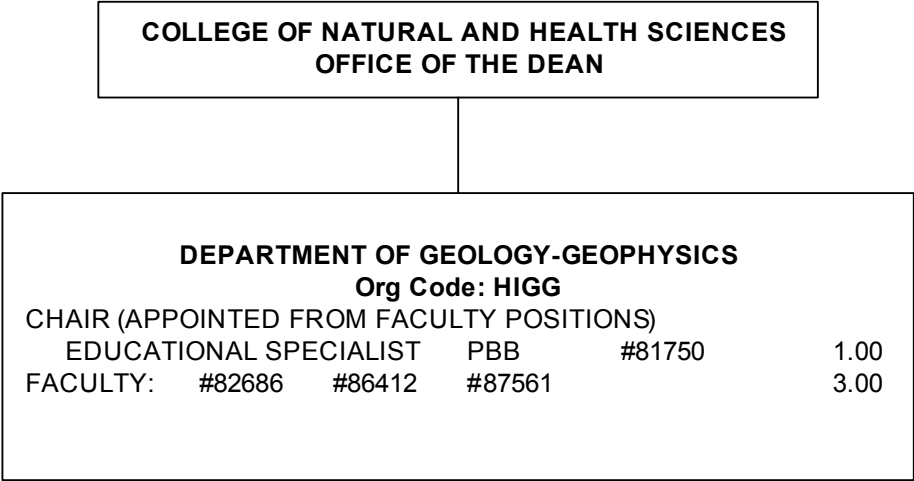 COLLEGE OF NATURAL AND HEALTH SCIENCES
OFFICE OF THE DEAN
DEPARTMENT OF GEOLOGY-GEOPHYSICS
Org Code: HIGG
CHAIR (APPOINTED FROM FACULTY POSITIONS)
EDUCATIONAL SPECIALIST PBB #81750 1.00
FACULTY: #82686 #86412 #87561 3.00